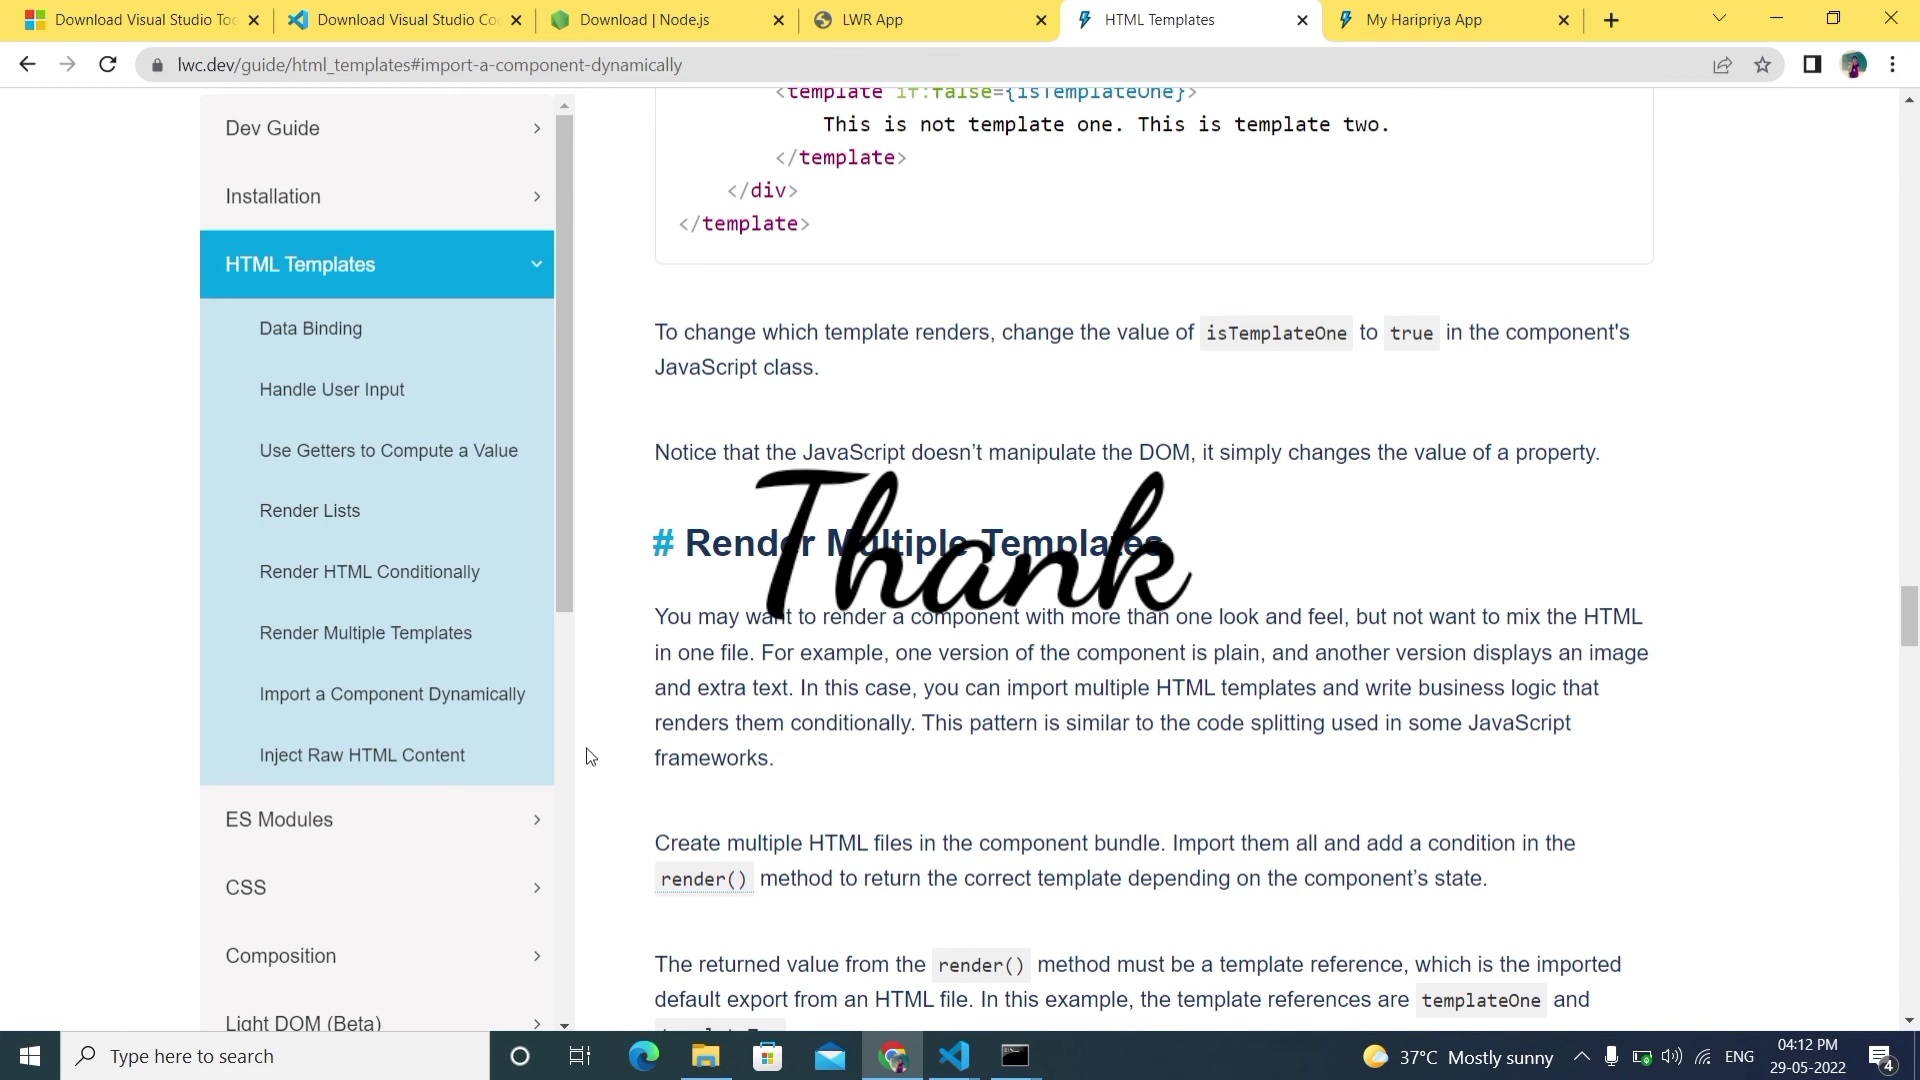 Download Visual Studio Too
Download Visual Studio Co
Download | Node.js
LWR App
HTML Templates
My Haripriya App
lwc.dev/guide/html_templates#import-a-component-dynamically
Dev Guide
Installation
HTML Templates
Data Binding
Handle User Input
Use Getters to Compute a Value
Render Lists
Render HTML Conditionally
Render Multiple Templates
Import a Component Dynamically
Inject Raw HTML Content
ES Modules
CSS
Composition
Light DOM (Beta)
<template if:false={isTemplateOne}>
This is not template one. This is template two.
</template>
</div>
</template>
To change which template renders, change the value of isTemplateOne to true in the component's
JavaScript class.
Notice that the JavaScript doesn’t manipulate the DOM, it simply changes the value of a property.
# Render Multiple Templates
Thank
You may want to render a component with more than one look and feel, but not want to mix the HTML
in one file. For example, one version of the component is plain, and another version displays an image
and extra text. In this case, you can import multiple HTML templates and write business logic that
renders them conditionally. This pattern is similar to the code splitting used in some JavaScript
frameworks.
Create multiple HTML files in the component bundle. Import them all and add a condition in the
render() method to return the correct template depending on the component’s state.
The returned value from the render() method must be a template reference, which is the imported
default export from an HTML file. In this example, the template references are templateOne and
Type here to search
37°C Mostly sunny
ENG
04:12 PM
29-05-2022
4